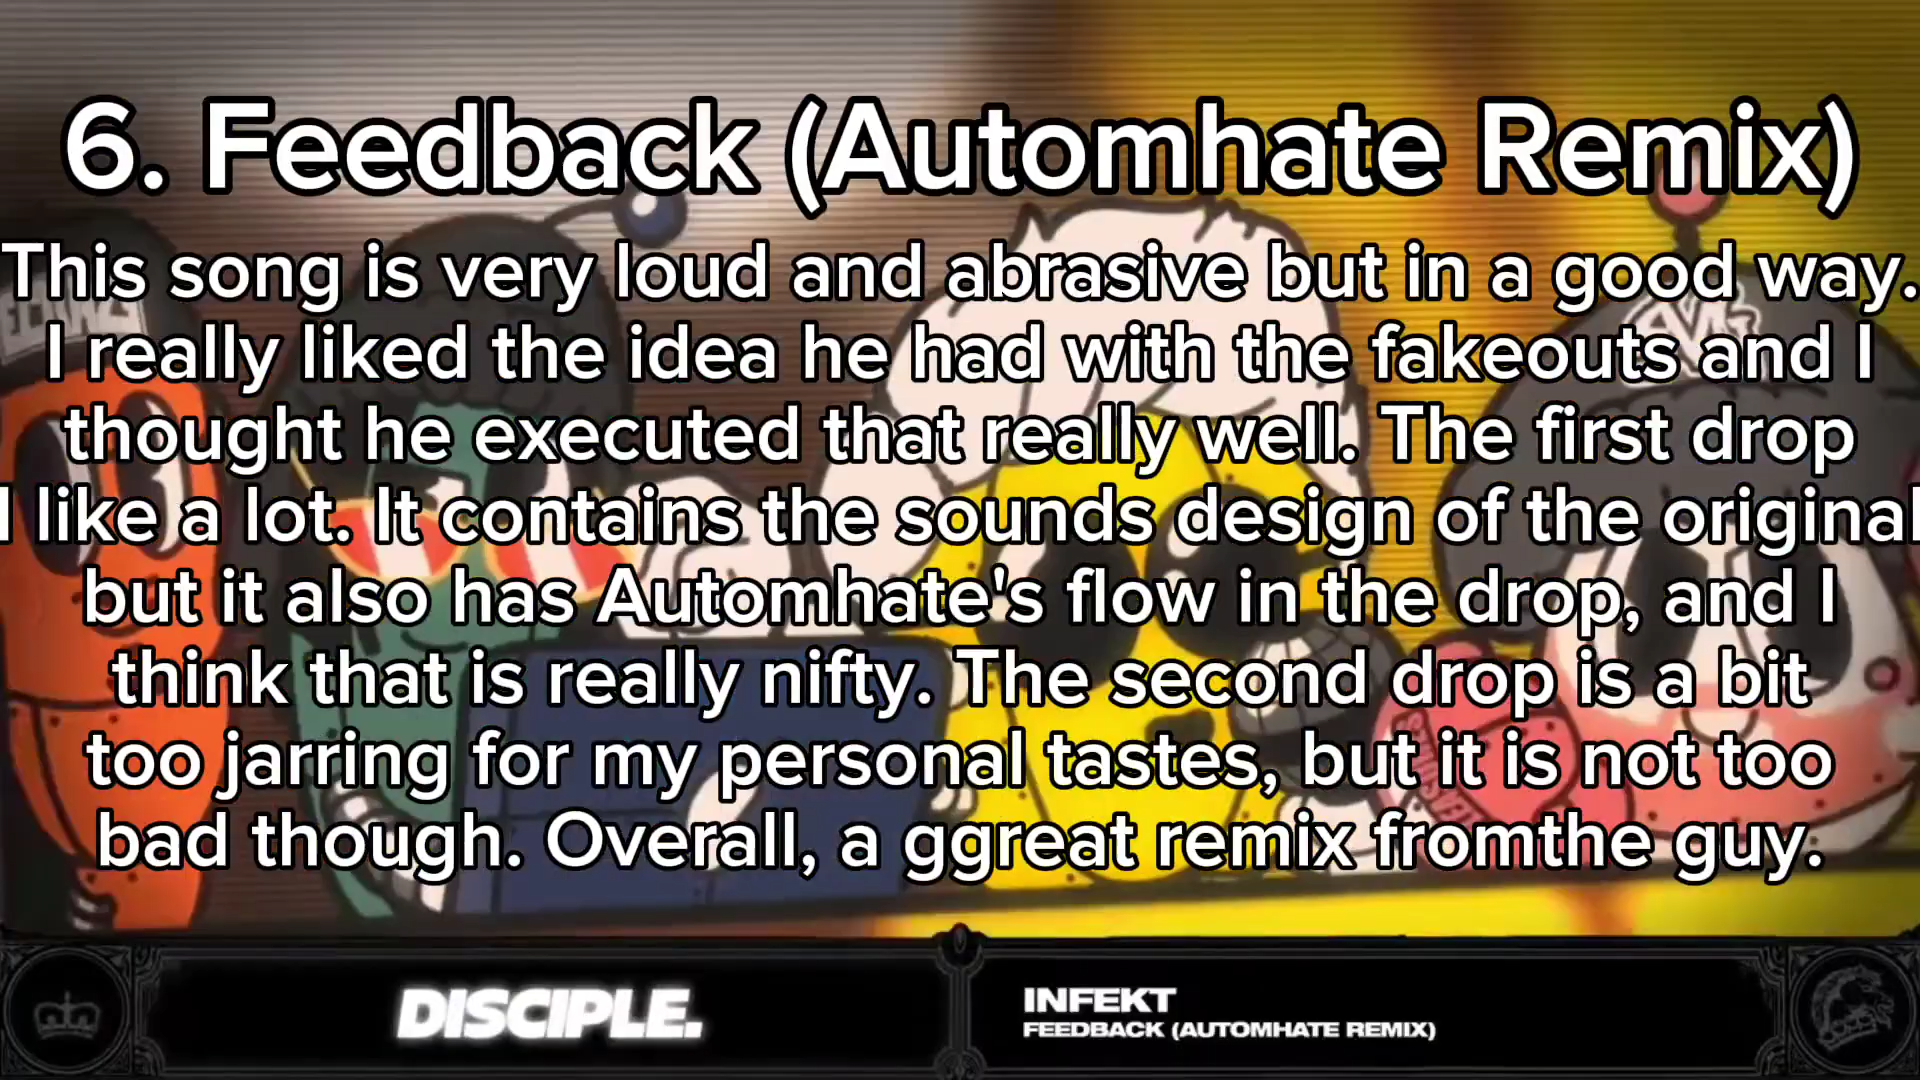 6. Feedback (Automhate Remix)
This song is very loud and abrasive but in a good way.
I really liked the idea he had with the fakeouts and I
thought he executed that really well. The first drop
I like a lot. It contains the sounds design of the original
but it also has Automhate's flow in the drop, and I
think that is really nifty. The second drop is a bit
too jarring for my personal tastes, but it is not too
bad though. Overall, a ggreat remix fromthe guy.
DISCIPLE.
INFEKT
FEEDBACK (AUTOMHATE REMIX)